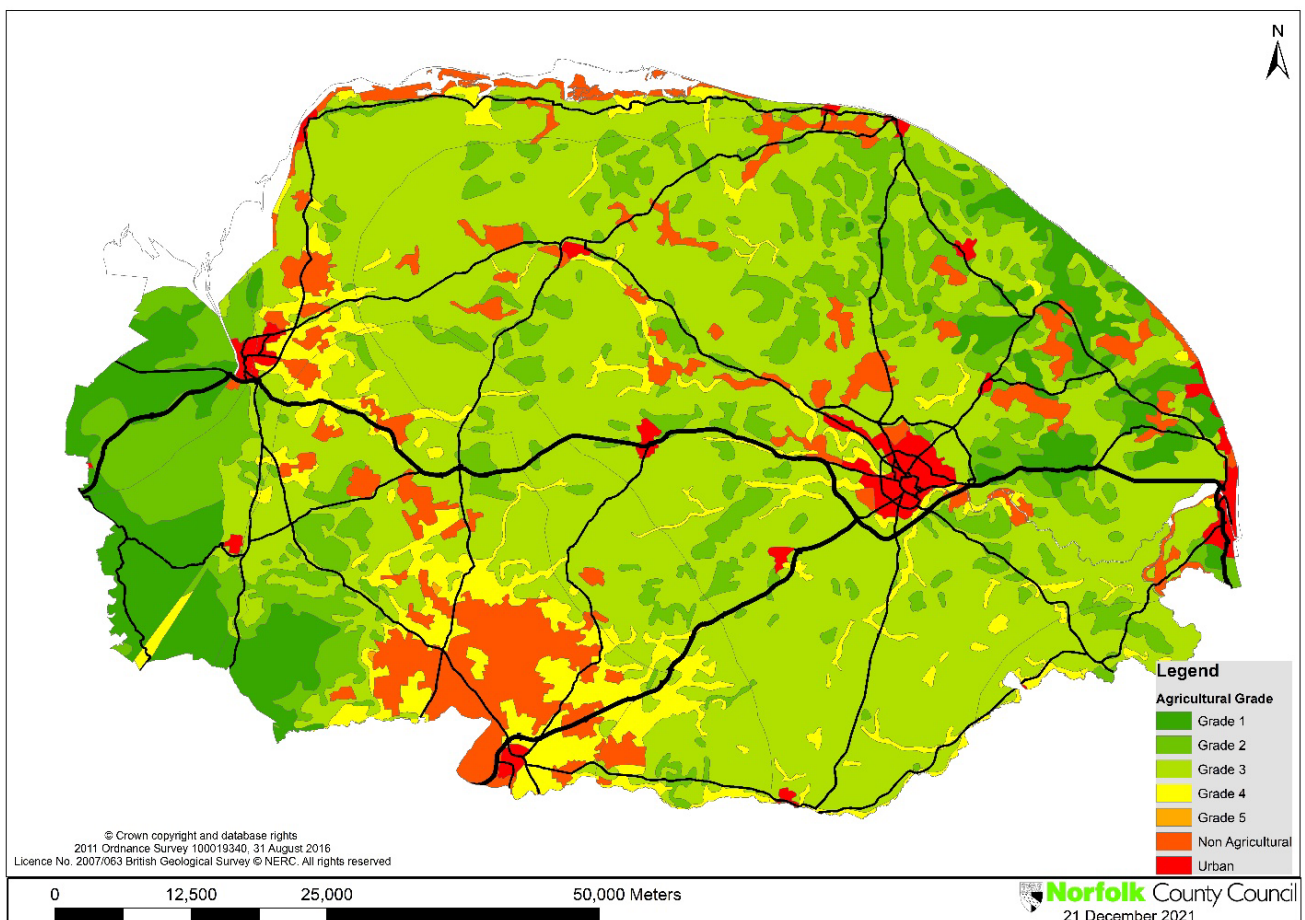 N
Legend
Agricultural Grade
Grade 1
Grade 2
Grade 3
Grade 4
Grade 5
Non Agricultural
Urban
© Crown copyright and database rights
2011 Ordnance Survey 100019340, 31 August 2016
Licence No. 2007/063 British Geological Survey © NERC. All rights reserved
0 12,500 25,000 50,000 Meters
Norfolk County Council
21 December 2021